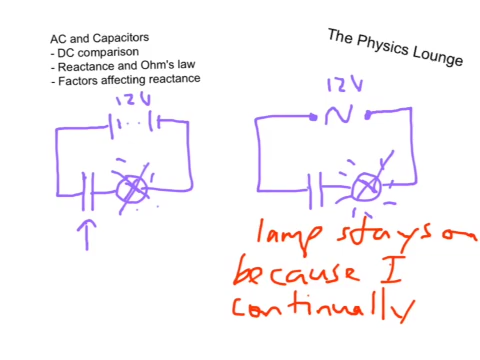 AC and Capacitors
- DC comparison
- Reactance and Ohm's law
- Factors affecting reactance
The Physics Lounge
12V
12V
lamp stays on
because I
continually